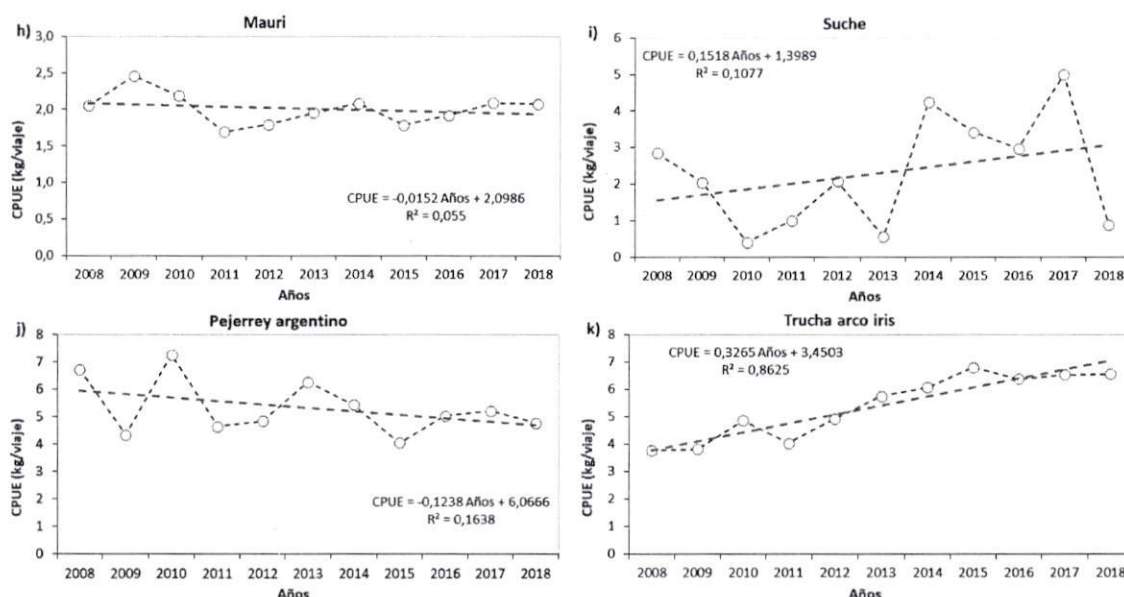 h)
Mauri
3,0
2,5
2,0
1,5
1,0
0,5
0,0
CPUE (kg/viaje)
CPUE = -0,0152 Años + 2,0986
R² = 0,055
2008 2009 2010 2011 2012 2013 2014 2015 2016 2017 2018
Años
i)
Suche
6
5
4
3
2
1
0
CPUE (kg/viaje)
CPUE = 0,1518 Años + 1,3989
R² = 0,1077
2008 2009 2010 2011 2012 2013 2014 2015 2016 2017 2018
Años
j)
Pejerrey argentino
8
7
6
5
4
3
2
1
0
CPUE (kg/viaje)
CPUE = -0,1238 Años + 6,0666
R² = 0,1638
2008 2009 2010 2011 2012 2013 2014 2015 2016 2017 2018
Años
k)
Trucha arco iris
8
7
6
5
4
3
2
1
0
CPUE (kg/viaje)
CPUE = 0,3265 Años + 3,4503
R² = 0,8625
2008 2009 2010 2011 2012 2013 2014 2015 2016 2017 2018
Años